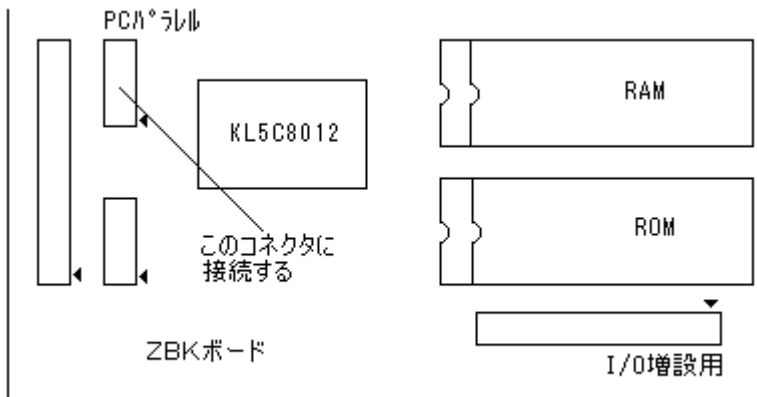 PCﾊﾟﾗﾚﾙ
KL5C8012
RAM
このコネクタに
接続する
ROM
ZBKボード
I/O増設用